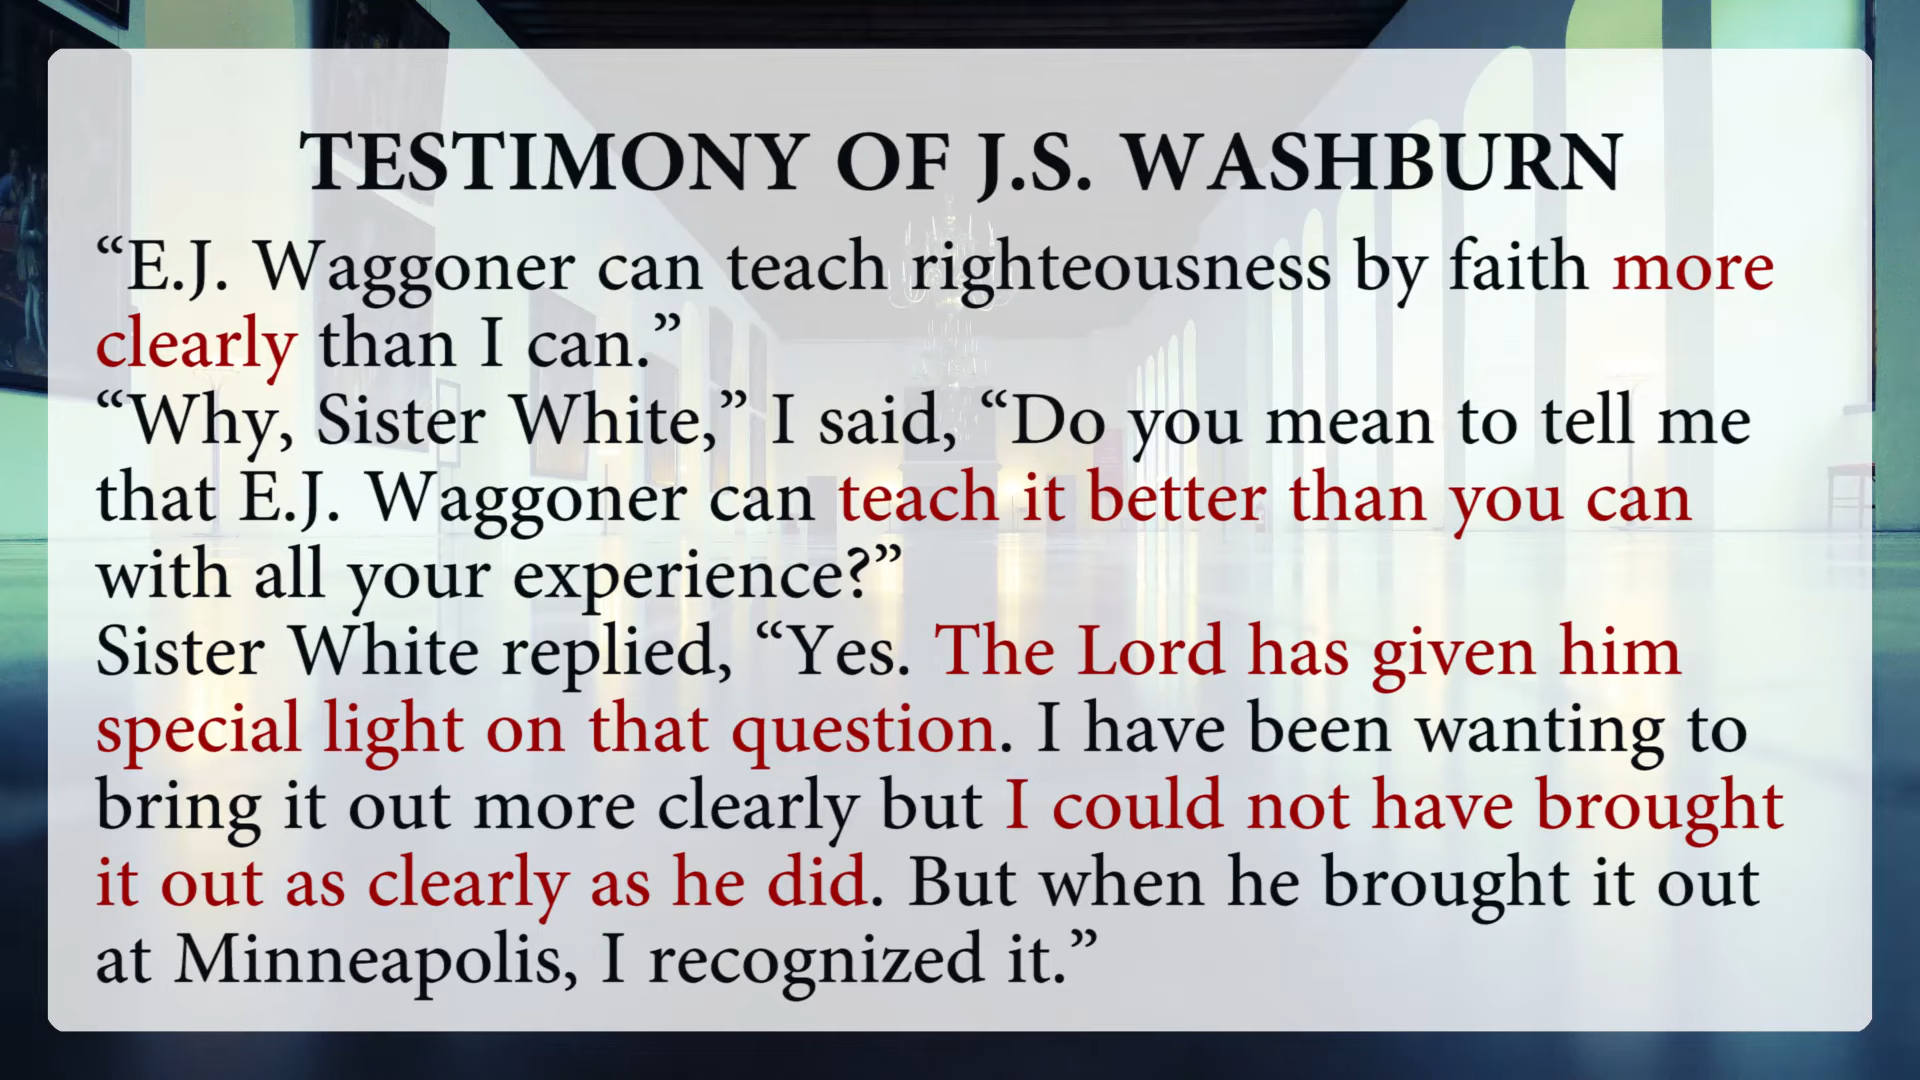 TESTIMONY OF J.S. WASHBURN
“E.J. Waggoner can teach righteousness by faith more
clearly than I can.”
“Why, Sister White,” I said, “Do you mean to tell me
that E.J. Waggoner can teach it better than you can
with all your experience?”
Sister White replied, “Yes. The Lord has given him
special light on that question. I have been wanting to
bring it out more clearly but I could not have brought
it out as clearly as he did. But when he brought it out
at Minneapolis, I recognized it.”